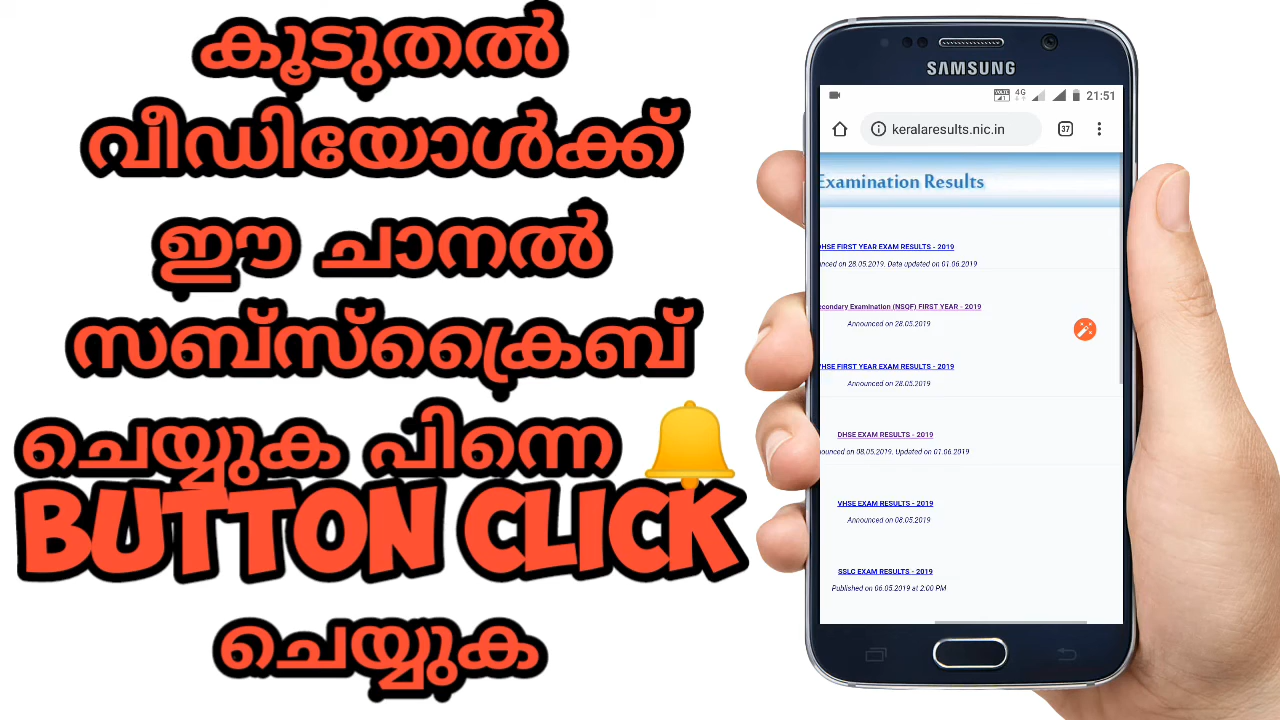 കൂടുതൽ
വീഡിയോൾക്ക്
ഈ ചാനൽ
സബ്സ്ക്രൈബ്
ചെയ്യുക പിന്നെ
BUTTON CLICK
ചെയ്യുക
SAMSUNG
4G 21:51
keralaresults.nic.in
37
Examination Results
DHSE FIRST YEAR EXAM RESULTS - 2019
nced on 28.05.2019. Data updated on 01.06.2019
econdary Examination (NSQF) FIRST YEAR - 2019
Announced on 28.05.2019
VHSE FIRST YEAR EXAM RESULTS - 2019
Announced on 28.05.2019
DHSE EXAM RESULTS - 2019
ounced on 08.05.2019. Updated on 01.06.2019
VHSE EXAM RESULTS - 2019
Announced on 08.05.2019
SSLC EXAM RESULTS - 2019
Published on 06.05.2019 at 2:00 PM